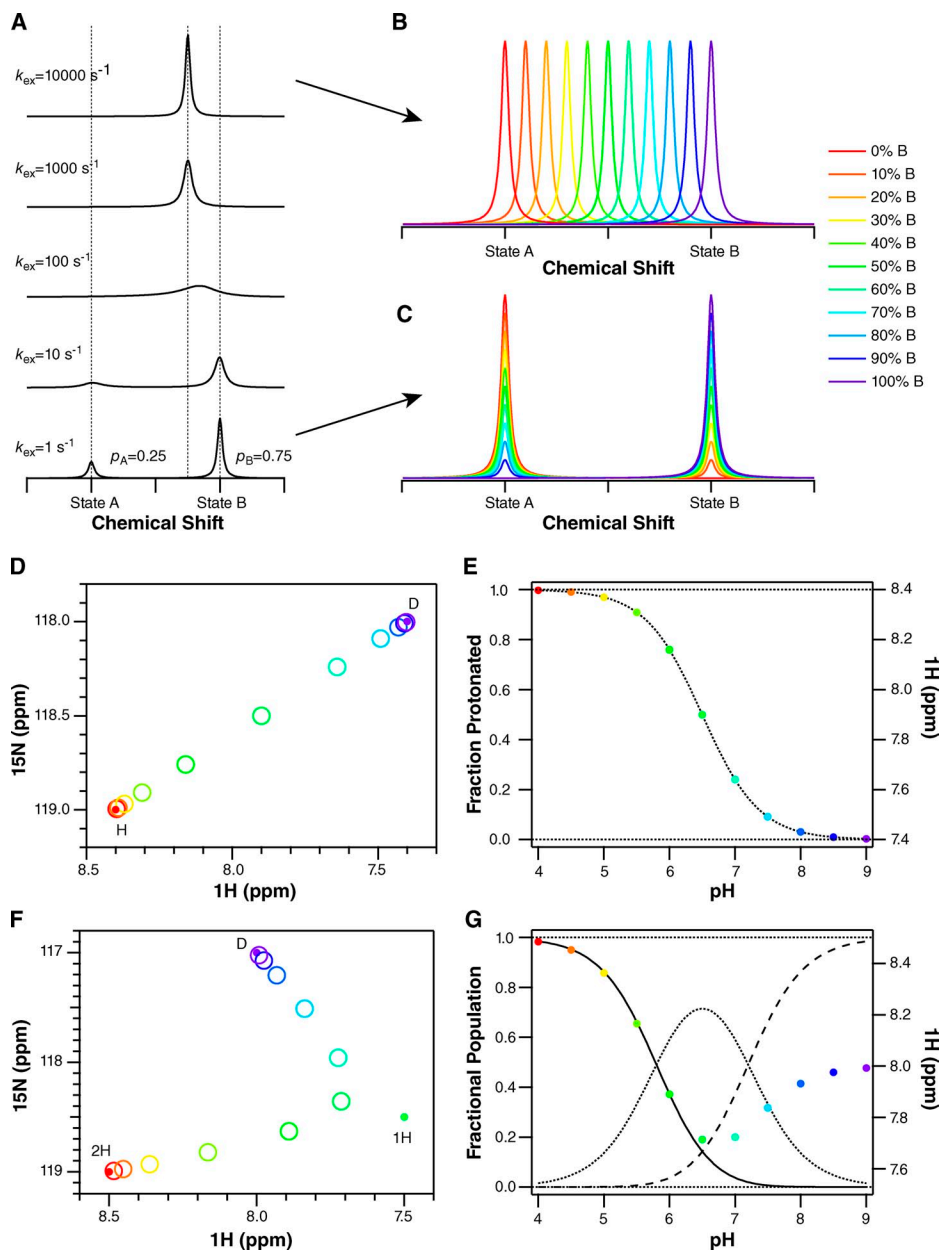 A
k_ex=10000 s⁻¹
k_ex=1000 s⁻¹
k_ex=100 s⁻¹
k_ex=10 s⁻¹
k_ex=1 s⁻¹
p_A=0.25
p_B=0.75
State A
State B
Chemical Shift
B
State A
State B
Chemical Shift
C
State A
State B
Chemical Shift
0% B
10% B
20% B
30% B
40% B
50% B
60% B
70% B
80% B
90% B
100% B
D
118.0
118.5
119.0
15N (ppm)
D
H
8.5
8.0
7.5
1H (ppm)
E
1.0
0.8
0.6
0.4
0.2
0.0
Fraction Protonated
8.4
8.2
8.0
7.8
7.6
7.4
1H (ppm)
4
5
6
7
8
9
pH
F
117
118
119
15N (ppm)
D
2H
1H
8.5
8.0
7.5
1H (ppm)
G
1.0
0.8
0.6
0.4
0.2
0.0
Fractional Population
8.4
8.2
8.0
7.8
7.6
1H (ppm)
4
5
6
7
8
9
pH